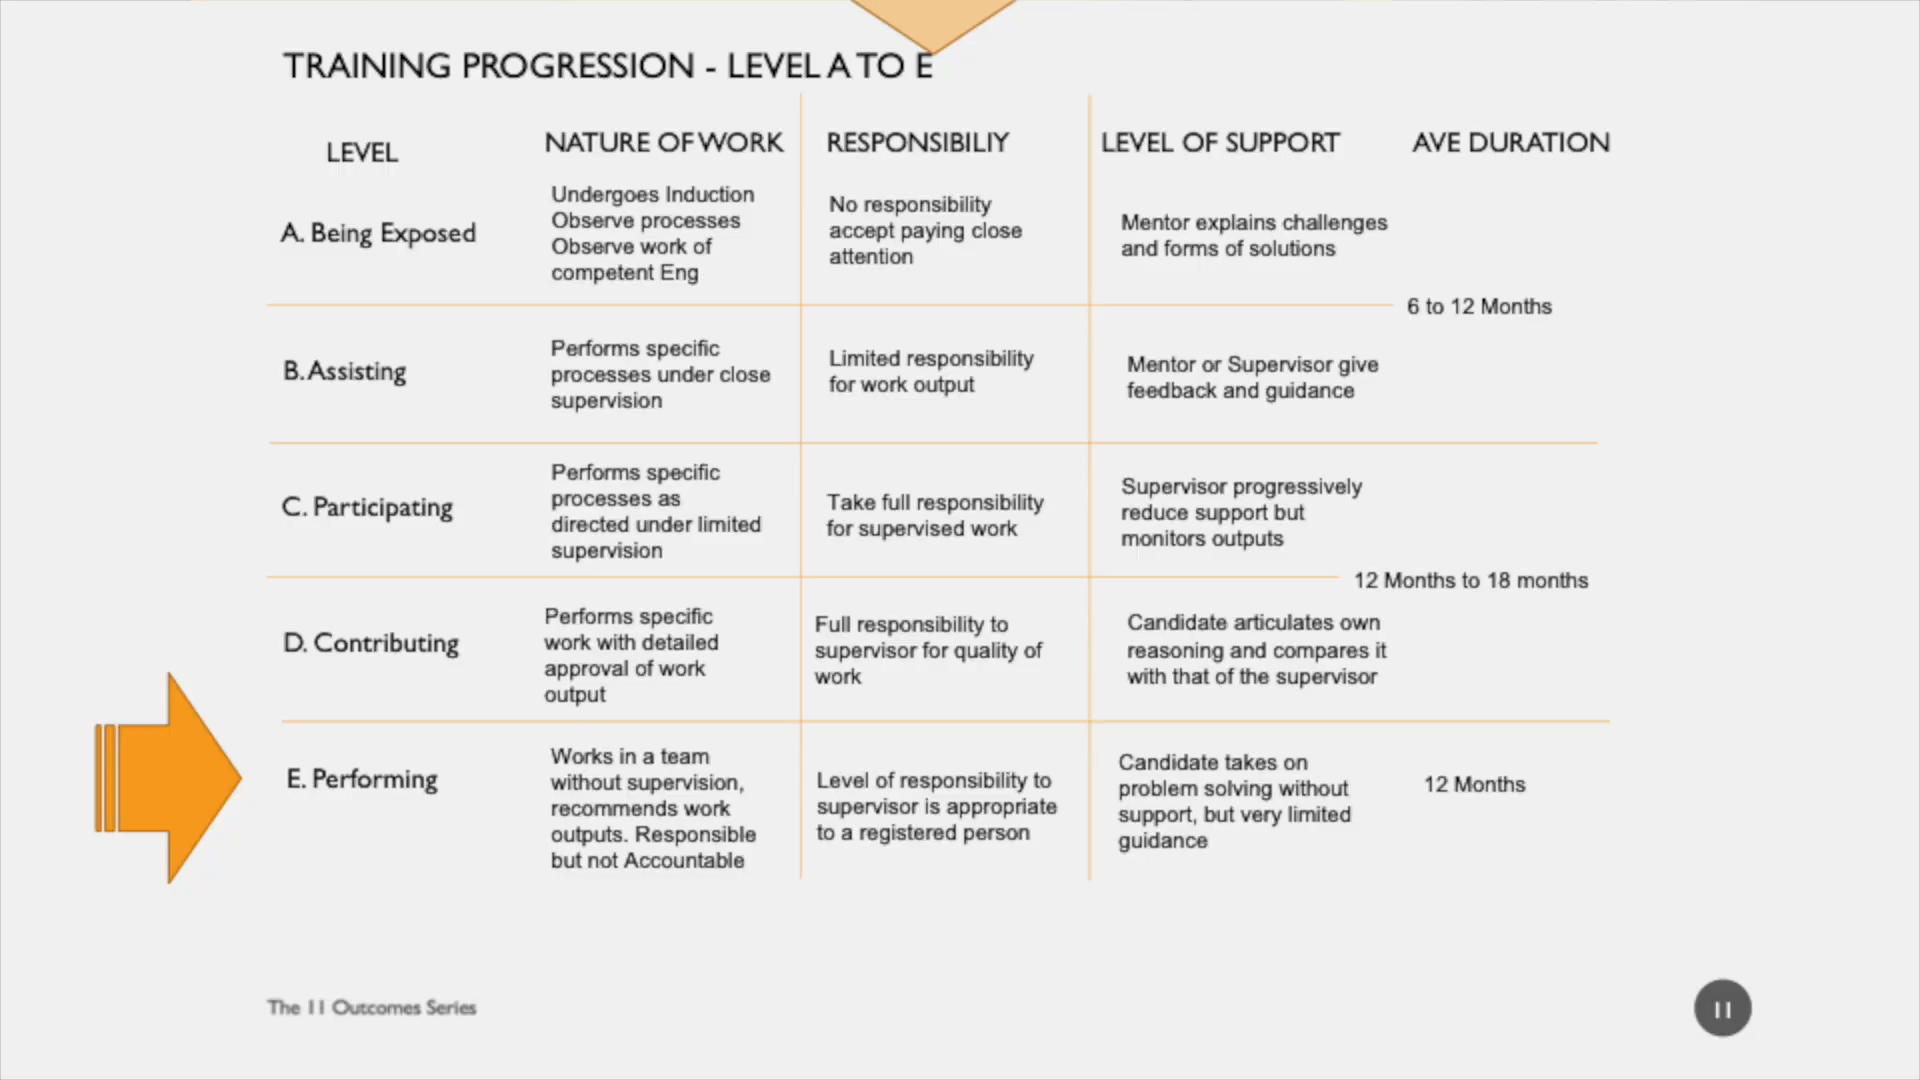 TRAINING PROGRESSION - LEVEL A TO E
LEVEL
NATURE OF WORK
RESPONSIBILIY
LEVEL OF SUPPORT
AVE DURATION
A. Being Exposed
Undergoes Induction
Observe processes
Observe work of
competent Eng
No responsibility
accept paying close
attention
Mentor explains challenges
and forms of solutions
6 to 12 Months
B. Assisting
Performs specific
processes under close
supervision
Limited responsibility
for work output
Mentor or Supervisor give
feedback and guidance
C. Participating
Performs specific
processes as
directed under limited
supervision
Take full responsibility
for supervised work
Supervisor progressively
reduce support but
monitors outputs
12 Months to 18 months
D. Contributing
Performs specific
work with detailed
approval of work
output
Full responsibility to
supervisor for quality of
work
Candidate articulates own
reasoning and compares it
with that of the supervisor
E. Performing
Works in a team
without supervision,
recommends work
outputs. Responsible
but not Accountable
Level of responsibility to
supervisor is appropriate
to a registered person
Candidate takes on
problem solving without
support, but very limited
guidance
12 Months
The 11 Outcomes Series
11